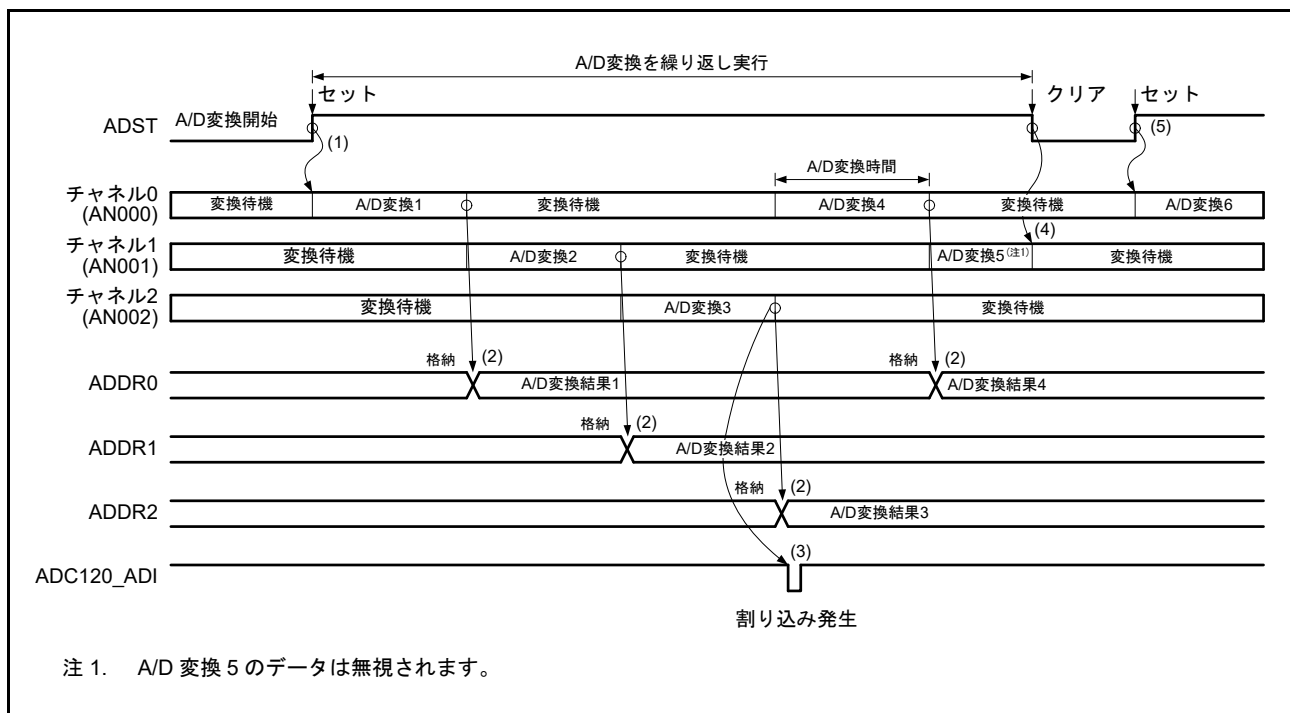 A/D変換を繰り返し実行
セット
クリア
セット
ADST
A/D変換開始
(1)
(5)
A/D変換時間
チャネル0
(AN000)
変換待機
A/D変換1
変換待機
A/D変換4
変換待機
A/D変換6
(4)
チャネル1
(AN001)
変換待機
A/D変換2
変換待機
A/D変換5(注1)
変換待機
チャネル2
(AN002)
変換待機
A/D変換3
変換待機
ADDR0
格納
(2)
A/D変換結果1
格納
(2)
A/D変換結果4
ADDR1
格納
(2)
A/D変換結果2
ADDR2
格納
(2)
A/D変換結果3
ADC120_ADI
(3)
割り込み発生
注 1. A/D 変換 5 のデータは無視されます。